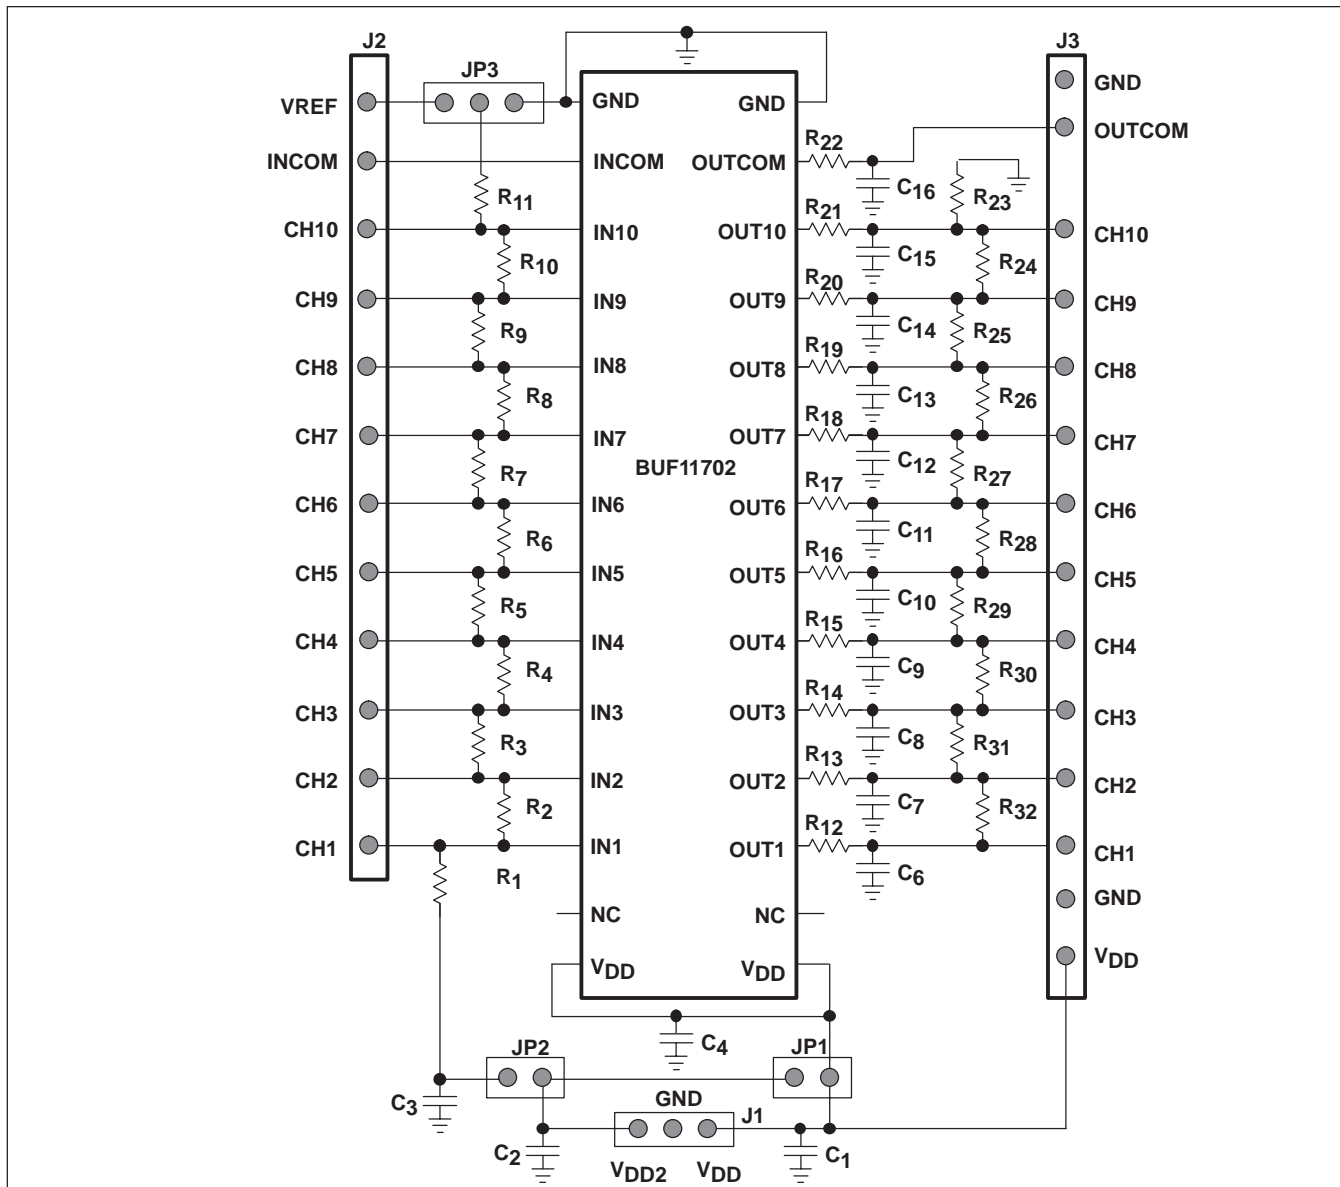 J2 J3
JP3
GND
VREF GND GND
OUTCOM
R22
INCOM INCOM OUTCOM
C16
R11 R21 R23
CH10 IN10 OUT10 CH10
R10 C15 R24
R20
CH9 IN9 OUT9 CH9
R9 C14 R25
R19
CH8 IN8 OUT8 CH8
R8 C13 R26
R18
CH7 IN7 OUT7 CH7
R7 BUF11702 C12 R27
R17
CH6 IN6 OUT6 CH6
R6 C11 R28
R16
CH5 IN5 OUT5 CH5
R5 C10 R29
R15
CH4 IN4 OUT4 CH4
R4 C9 R30
R14
CH3 IN3 OUT3 CH3
R3 C8 R31
R13
CH2 IN2 OUT2 CH2
R2 C7 R32
R12
CH1 IN1 OUT1 CH1
R1 C6
GND
NC NC
VDD VDD VDD
C4
JP2 JP1
C3 GND J1
C2 VDD2 VDD C1